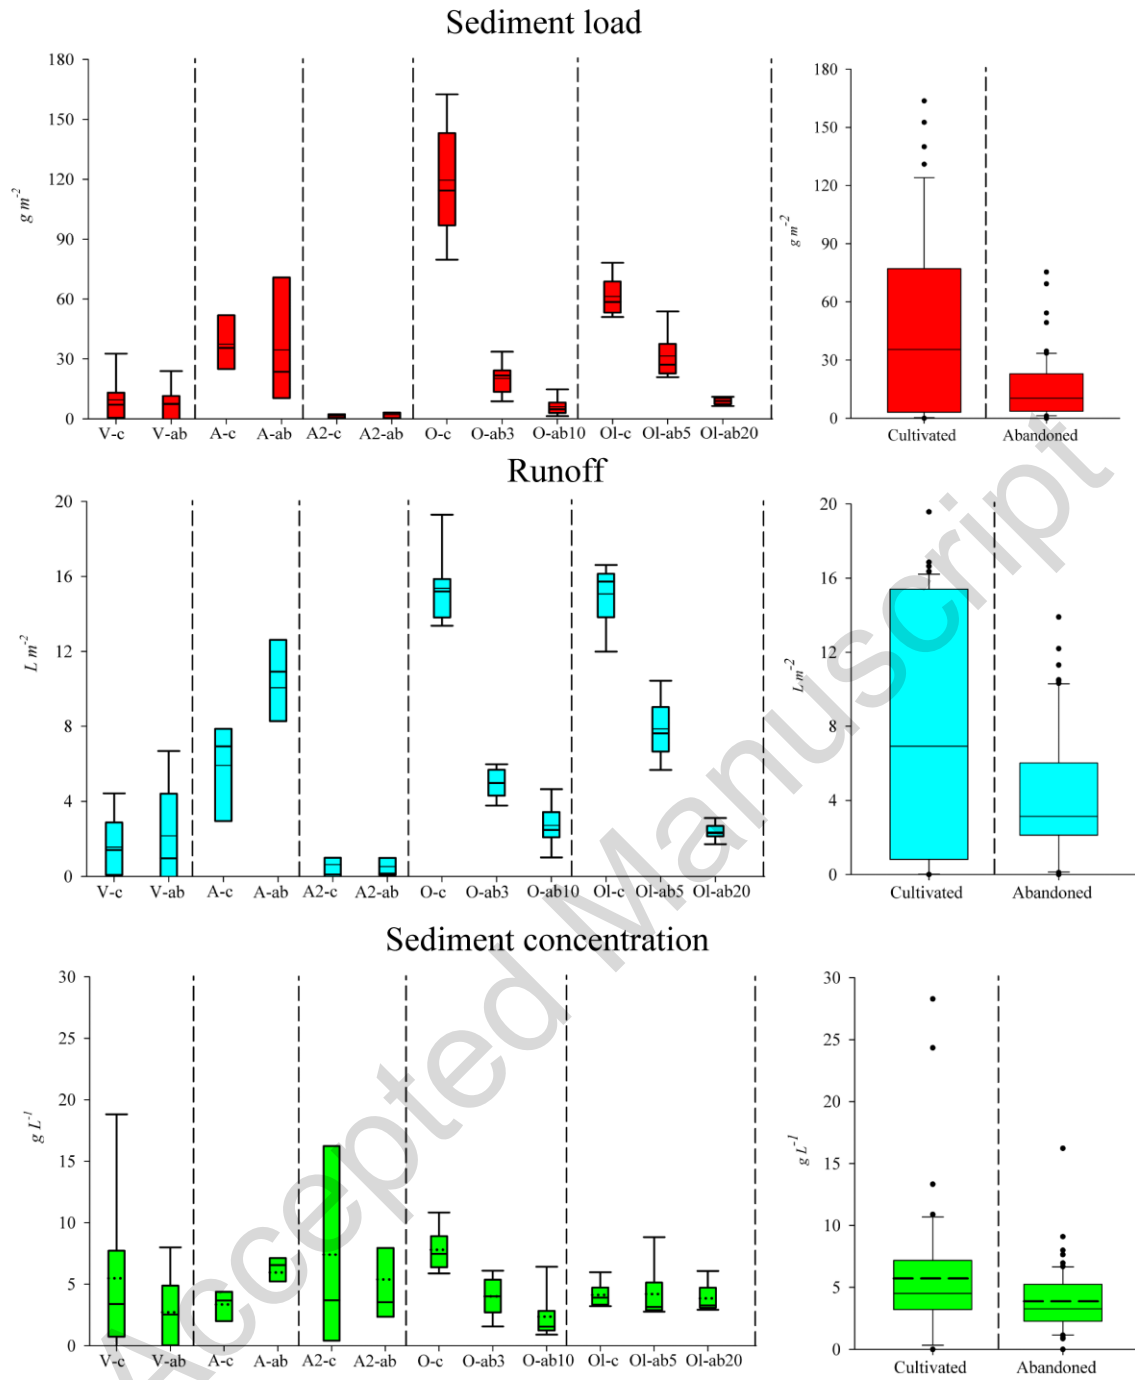 Sediment load
180
150
120
90
60
30
0
g m-2
V-c V-ab A-c A-ab A2-c A2-ab O-c O-ab3 O-ab10 Ol-c Ol-ab5 Ol-ab20
180
150
120
90
60
30
0
g m-2
Cultivated Abandoned
Runoff
20
16
12
8
4
0
L m-2
V-c V-ab A-c A-ab A2-c A2-ab O-c O-ab3 O-ab10 Ol-c Ol-ab5 Ol-ab20
20
16
12
8
4
0
L m-2
Cultivated Abandoned
Sediment concentration
30
25
20
15
10
5
0
g L-1
V-c V-ab A-c A-ab A2-c A2-ab O-c O-ab3 O-ab10 Ol-c Ol-ab5 Ol-ab20
30
25
20
15
10
5
0
g L-1
Cultivated Abandoned
Accepted Manuscript